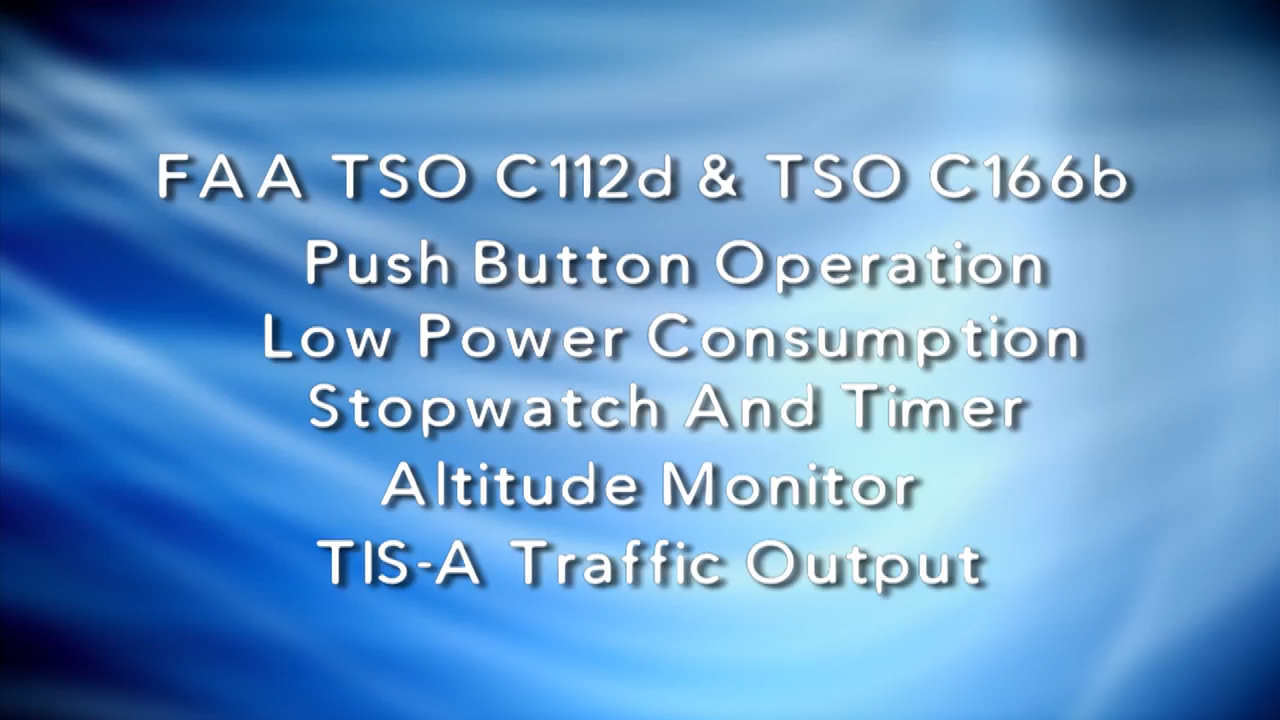 FAA TSO C112d & TSO C166b
Push Button Operation
Low Power Consumption
Stopwatch And Timer
Altitude Monitor
TIS-A Traffic Output